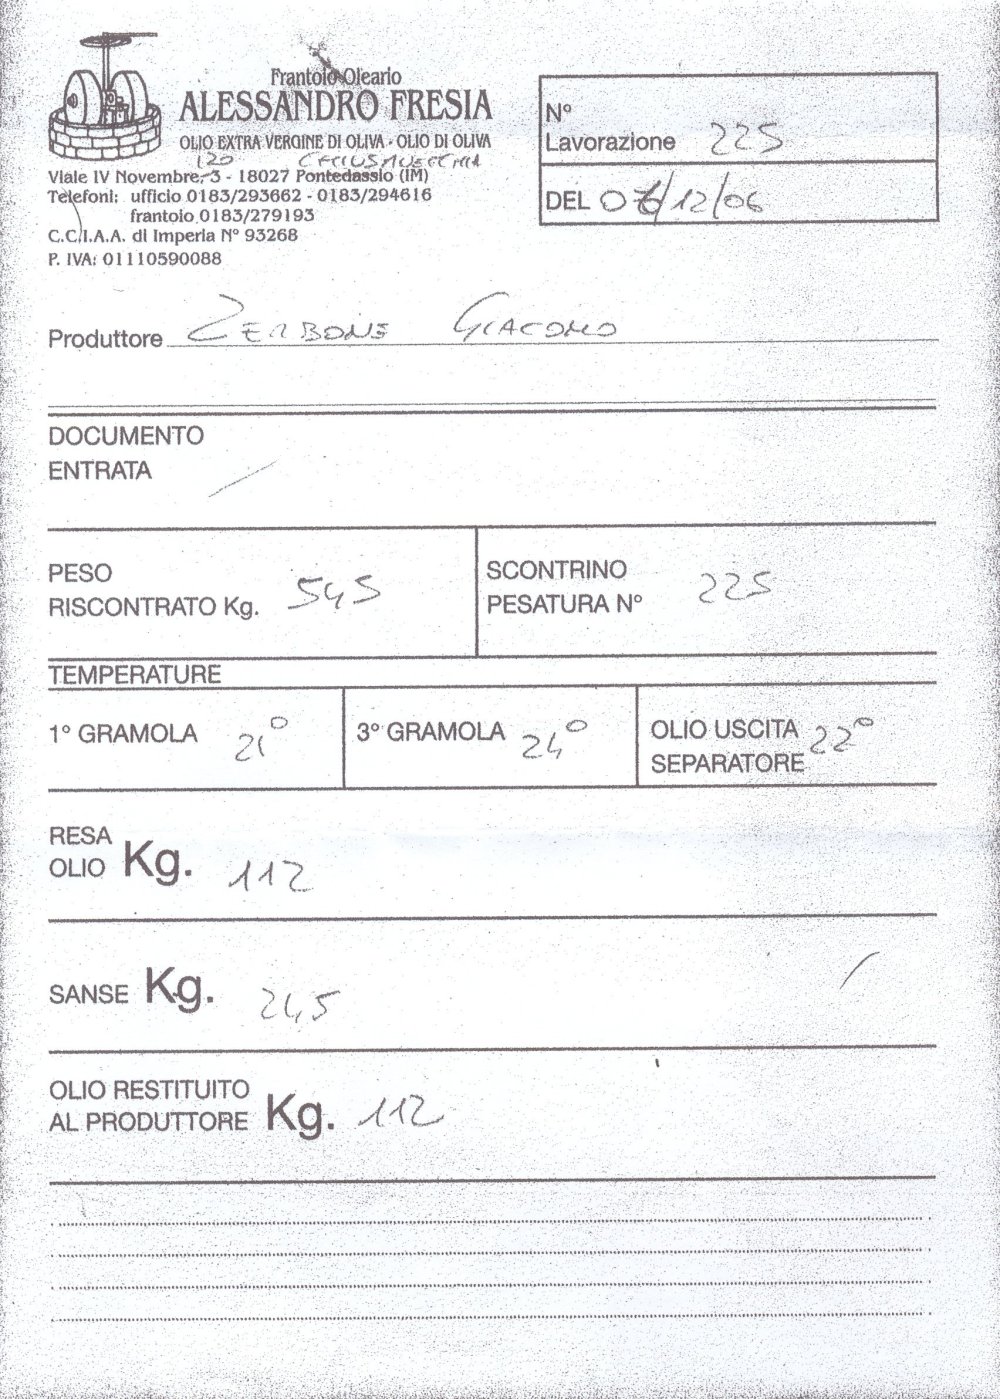 Frantoio Oleario
ALESSANDRO FRESIA
OLIO EXTRA VERGINE DI OLIVA - OLIO DI OLIVA
120
Viale IV Novembre, 3 - 18027 Pontedassio (IM)
Telefoni: ufficio 0183/293662 - 0183/294616
frantoio 0183/279193
C.C.I.A.A. di Imperia N° 93268
P. IVA: 01110590088
N°
Lavorazione 225
DEL 06/12/06
Produttore ZERBONE GIACOMO
DOCUMENTO
ENTRATA
PESO
RISCONTRATO Kg. 545
SCONTRINO
PESATURA N° 225
TEMPERATURE
1° GRAMOLA 21°
3° GRAMOLA 24°
OLIO USCITA
SEPARATORE 22°
RESA
OLIO Kg. 112
SANSE Kg. 245
OLIO RESTITUITO
AL PRODUTTORE Kg. 112